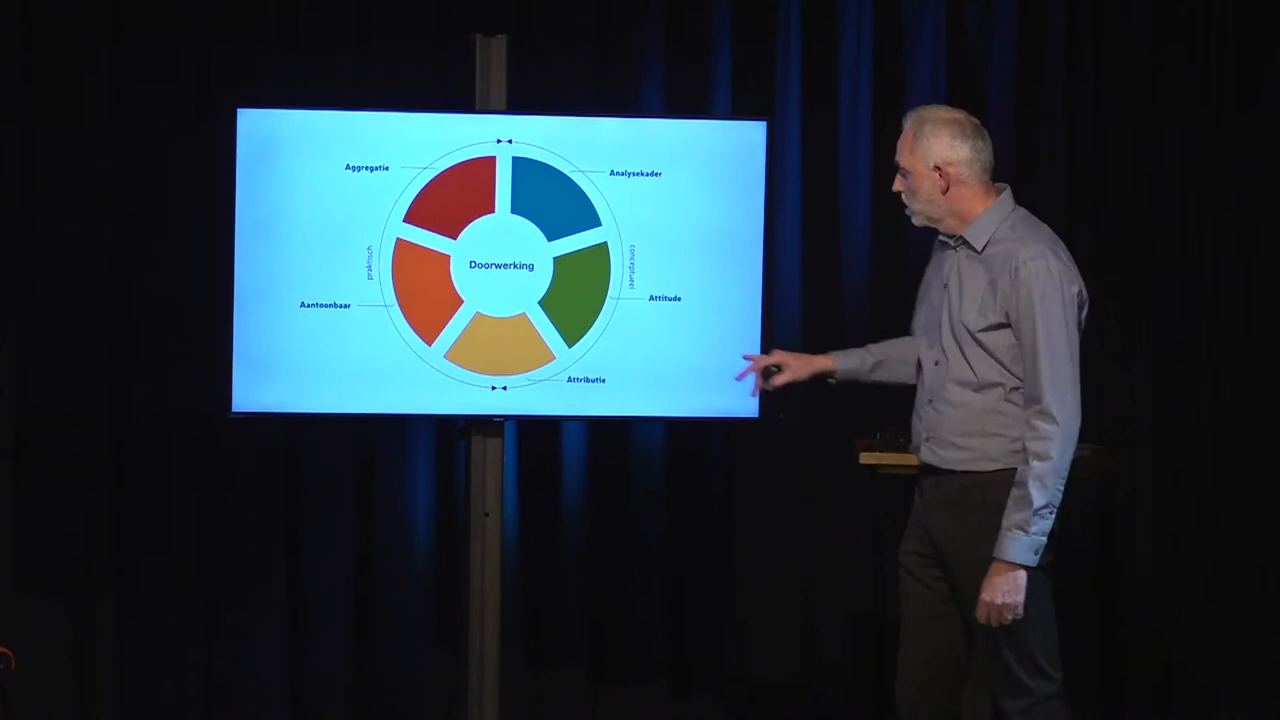 Aggregatie
Analysekader
praktisch
Doorwerking
conceptueel
Aantoonbaar
Attitude
Attributie